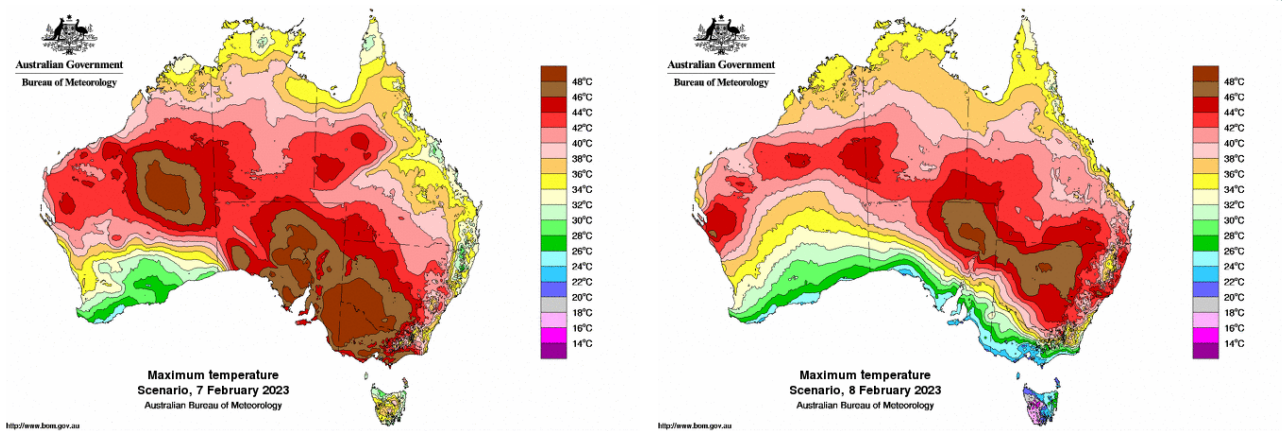 Australian Government
Bureau of Meteorology
48°C
46°C
44°C
42°C
40°C
38°C
36°C
34°C
32°C
30°C
28°C
26°C
24°C
22°C
20°C
18°C
16°C
14°C
Maximum temperature
Scenario, 7 February 2023
Australian Bureau of Meteorology
http://www.bom.gov.au
Australian Government
Bureau of Meteorology
48°C
46°C
44°C
42°C
40°C
38°C
36°C
34°C
32°C
30°C
28°C
26°C
24°C
22°C
20°C
18°C
16°C
14°C
Maximum temperature
Scenario, 8 February 2023
Australian Bureau of Meteorology
http://www.bom.gov.au